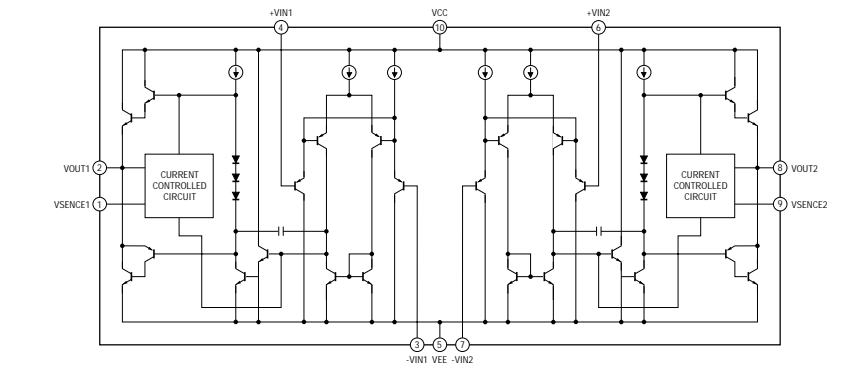 +VIN1 VCC +VIN2
4 10 6
VOUT1 2
CURRENT
CONTROLLED
CIRCUIT
VSENCE1 1
CURRENT
CONTROLLED
CIRCUIT
8 VOUT2
9 VSENCE2
3 5 7
-VIN1 VEE -VIN2